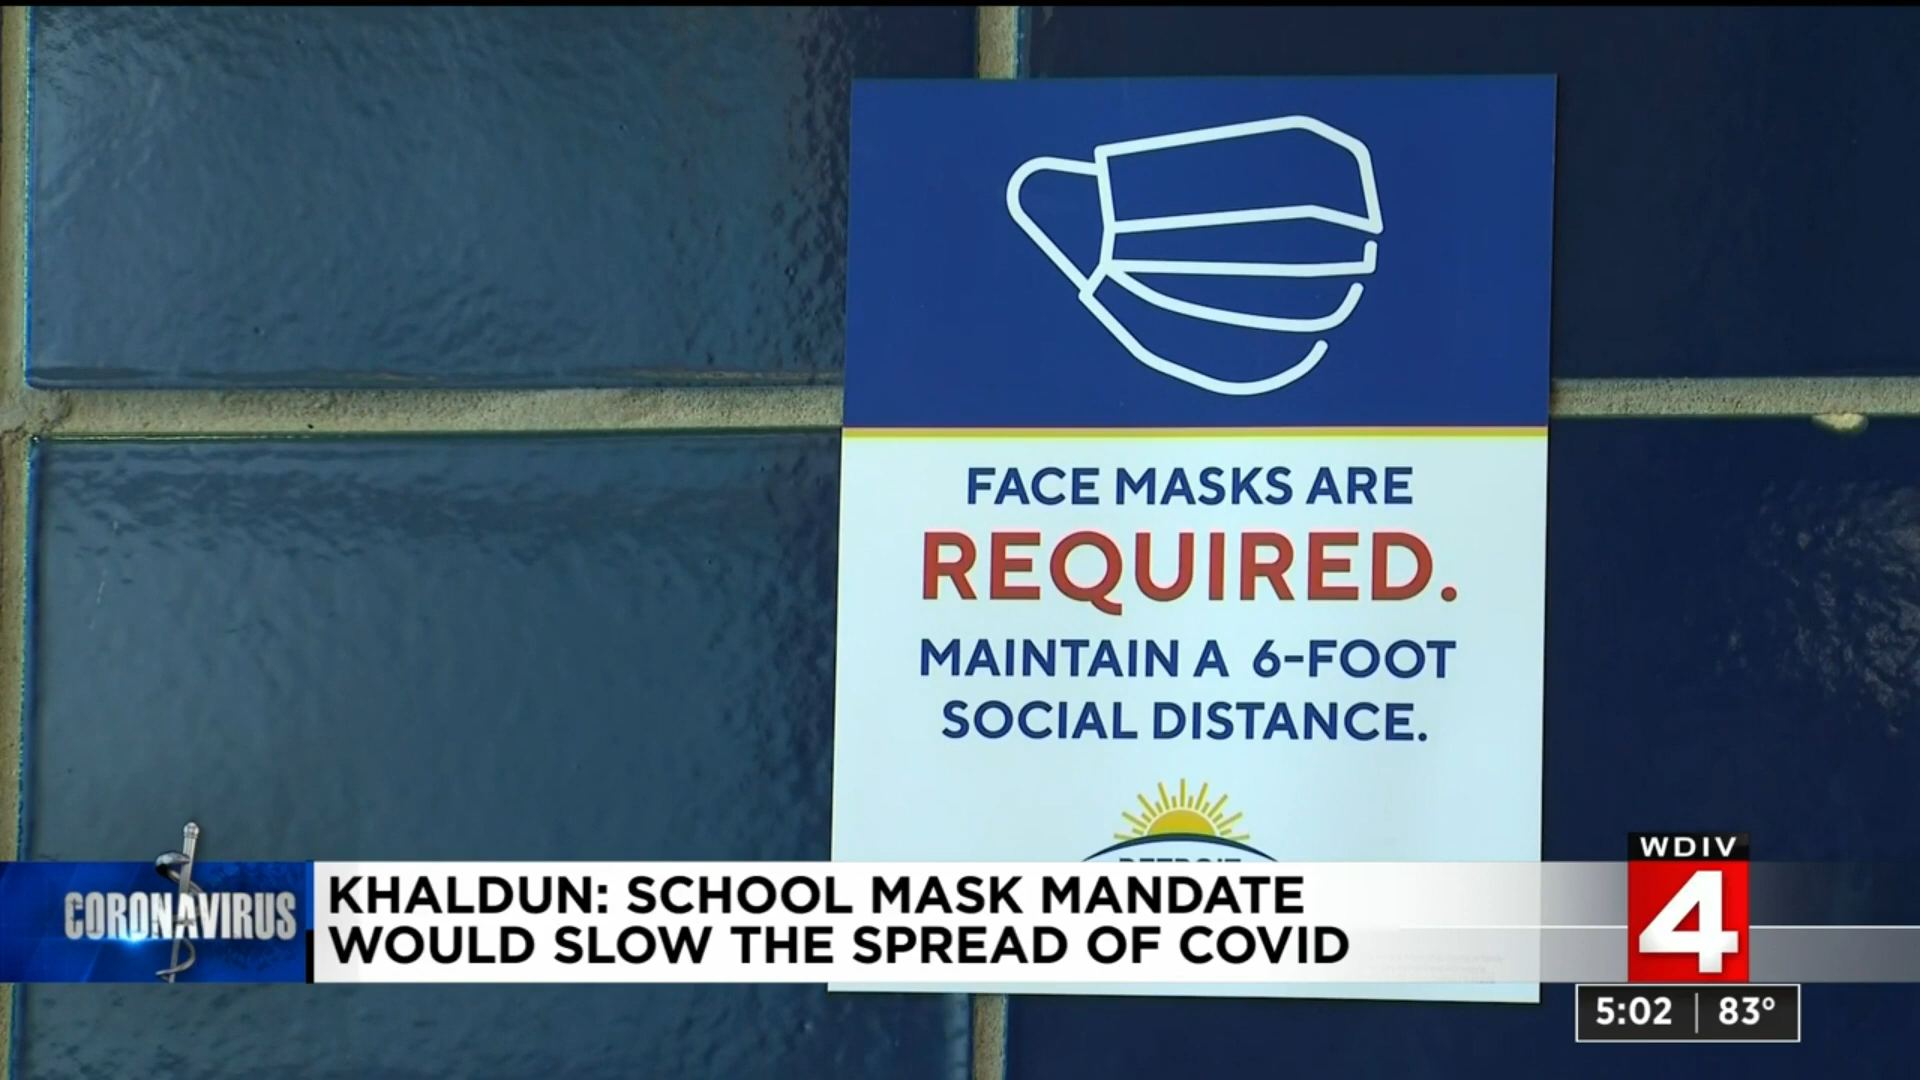 FACE MASKS ARE
REQUIRED.
MAINTAIN A 6-FOOT
SOCIAL DISTANCE.
DETROIT
CORONAVIRUS
KHALDUN: SCHOOL MASK MANDATE
WOULD SLOW THE SPREAD OF COVID
WDIV
4
5:02 83°